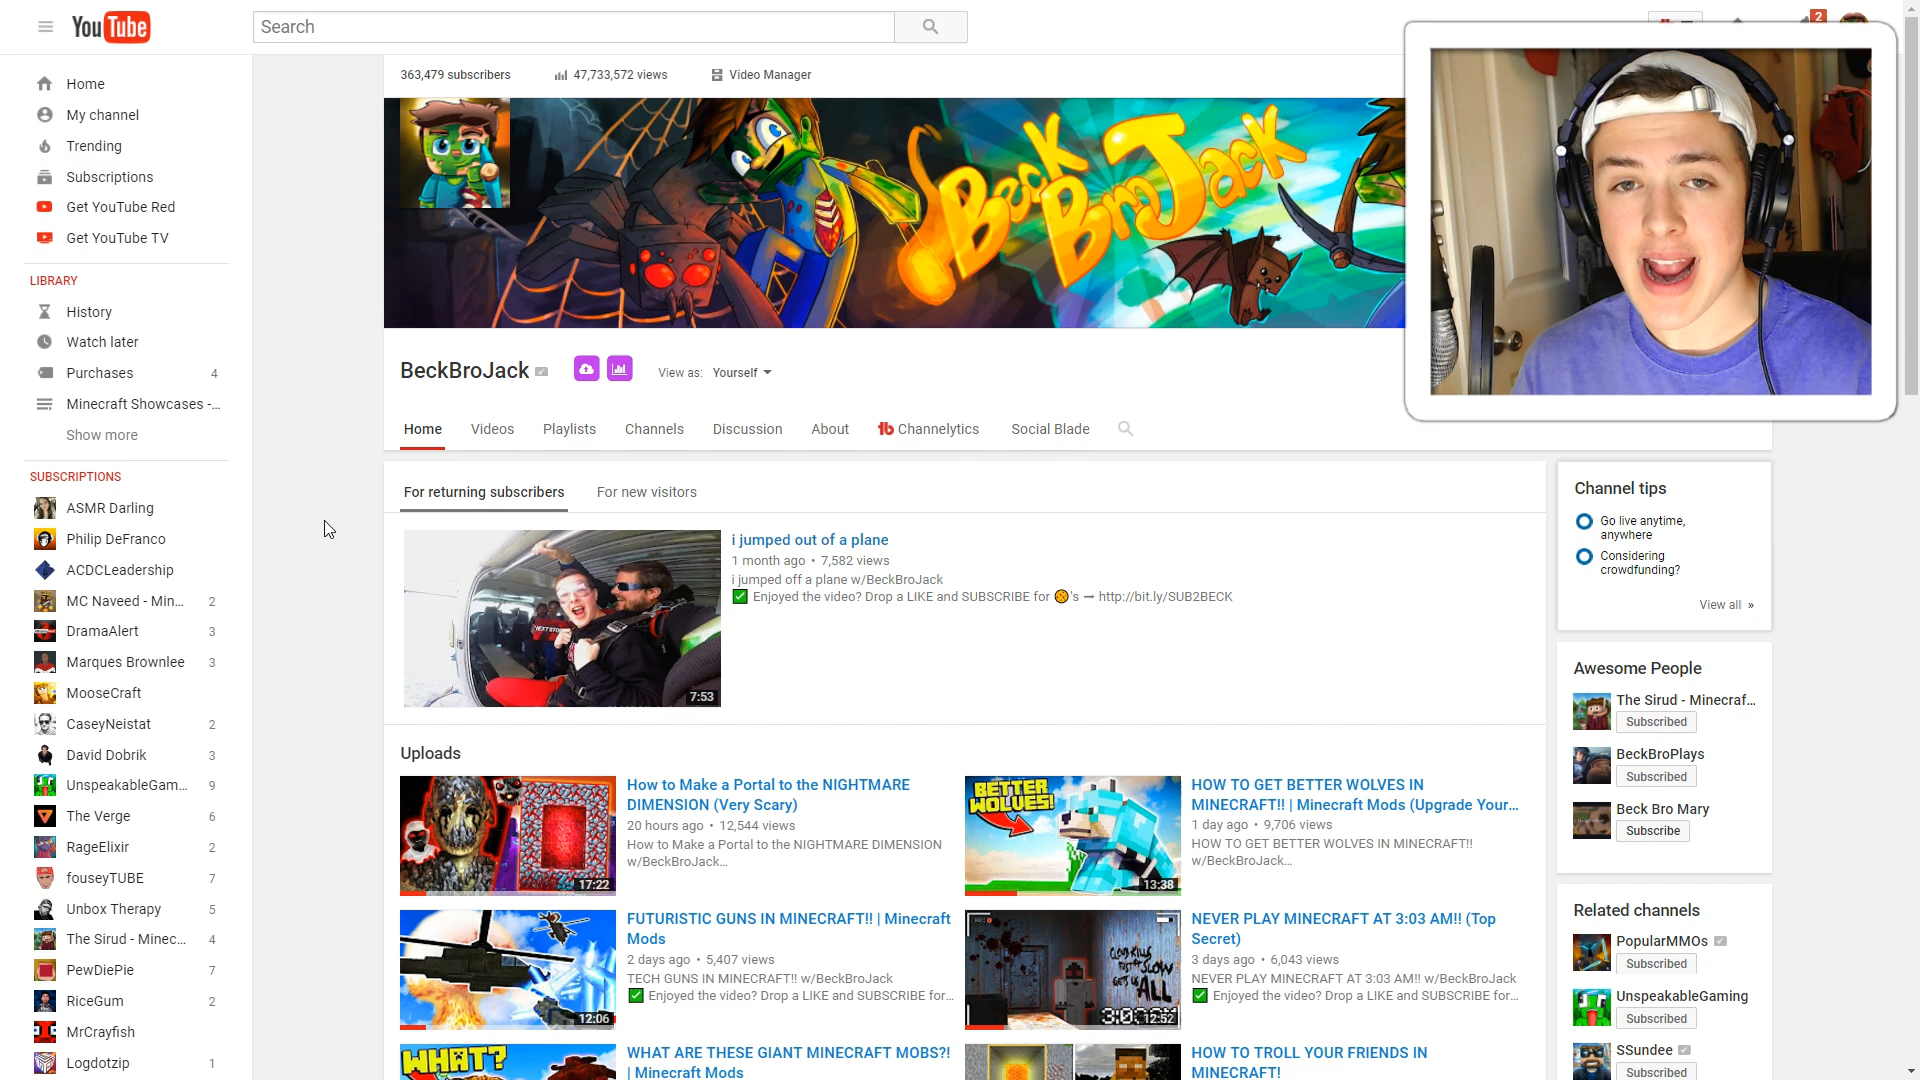 YouTube
Search
2
Home
My channel
Trending
Subscriptions
Get YouTube Red
Get YouTube TV
LIBRARY
History
Watch later
Purchases 4
Minecraft Showcases -...
Show more
SUBSCRIPTIONS
ASMR Darling
Philip DeFranco
ACDCLeadership
MC Naveed - Min... 2
DramaAlert 3
Marques Brownlee 3
MooseCraft
CaseyNeistat 2
David Dobrik 3
UnspeakableGam... 9
The Verge 6
RageElixir 2
fouseyTUBE 7
Unbox Therapy 5
The Sirud - Minec... 4
PewDiePie 7
RiceGum 2
MrCrayfish
Logdotzip 1
363,479 subscribers 47,733,572 views Video Manager
Beck
Bro
Jack
BeckBroJack View as: Yourself
Home Videos Playlists Channels Discussion About Channelytics Social Blade
For returning subscribers For new visitors
NEXT STOP
7:53
i jumped out of a plane
1 month ago • 7,582 views
i jumped off a plane w/BeckBroJack
✅ Enjoyed the video? Drop a LIKE and SUBSCRIBE for 🍪's — http://bit.ly/SUB2BECK
Uploads
17:22
How to Make a Portal to the NIGHTMARE
DIMENSION (Very Scary)
20 hours ago • 12,544 views
How to Make a Portal to the NIGHTMARE DIMENSION
w/BeckBroJack...
BETTER
WOLVES!
13:38
HOW TO GET BETTER WOLVES IN
MINECRAFT!! | Minecraft Mods (Upgrade Your...
1 day ago • 9,706 views
HOW TO GET BETTER WOLVES IN MINECRAFT!!
w/BeckBroJack...
12:06
FUTURISTIC GUNS IN MINECRAFT!! | Minecraft
Mods
2 days ago • 5,407 views
TECH GUNS IN MINECRAFT!! w/BeckBroJack
✅ Enjoyed the video? Drop a LIKE and SUBSCRIBE for...
SLOW
ALL
12:52
NEVER PLAY MINECRAFT AT 3:03 AM!! (Top
Secret)
3 days ago • 6,043 views
NEVER PLAY MINECRAFT AT 3:03 AM!! w/BeckBroJack
✅ Enjoyed the video? Drop a LIKE and SUBSCRIBE for...
WHAT?
WHAT ARE THESE GIANT MINECRAFT MOBS?!
| Minecraft Mods
HOW TO TROLL YOUR FRIENDS IN
MINECRAFT!
Channel tips
Go live anytime,
anywhere
Considering
crowdfunding?
View all »
Awesome People
The Sirud - Minecraf...
Subscribed
BeckBroPlays
Subscribed
Beck Bro Mary
Subscribe
Related channels
PopularMMOs
Subscribed
UnspeakableGaming
Subscribed
SSundee
Subscribed